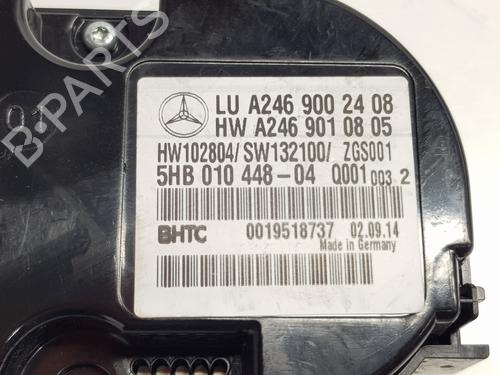 B-PARTS
LU A246 900 24 08
HW A246 901 08 05
HW102804/ SW132100/ ZGS001
5HB 010 448-04 Q001 003 2
BHTC 0019518737 02.09.14
Made in Germany